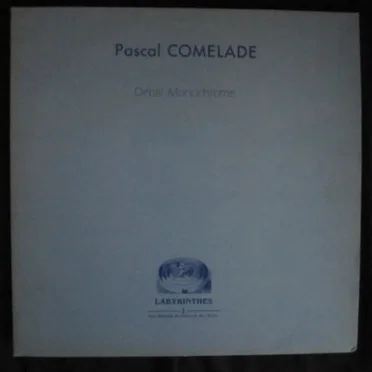 Pascal COMELADE
Détail Monochrome
LABYRINTHES